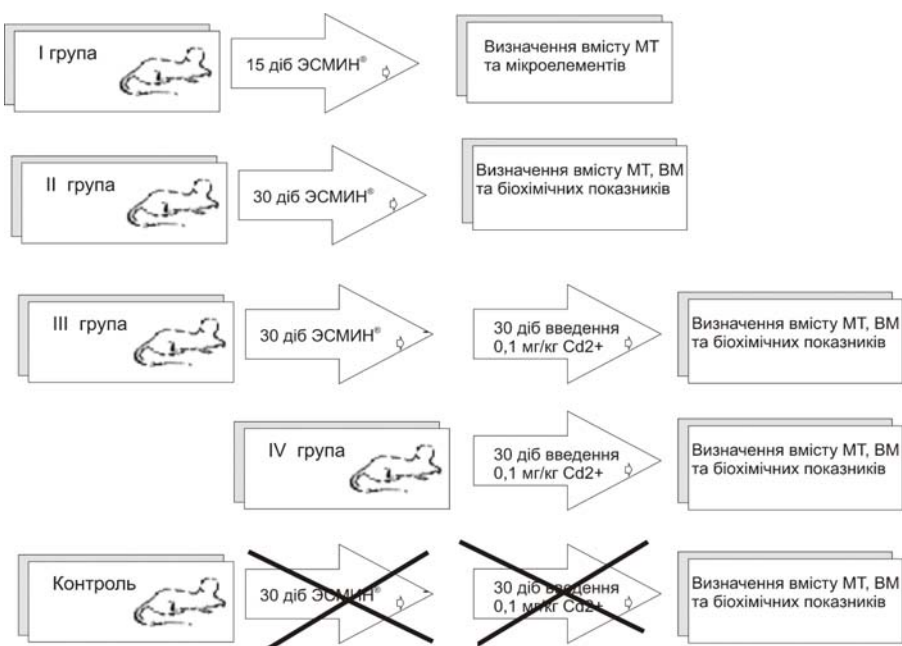 I група
15 діб ЭСМИН®
Визначення вмісту МТ
та мікроелементів
II група
30 діб ЭСМИН®
Визначення вмісту МТ, ВМ
та біохімічних показників
III група
30 діб ЭСМИН®
30 діб введення
0,1 мг/кг Cd2+
Визначення вмісту МТ, ВМ
та біохімічних показників
IV група
30 діб введення
0,1 мг/кг Cd2+
Визначення вмісту МТ, ВМ
та біохімічних показників
Контроль
30 діб ЭСМИН®
30 діб введення
0,1 мг/кг Cd2+
Визначення вмісту МТ, ВМ
та біохімічних показників